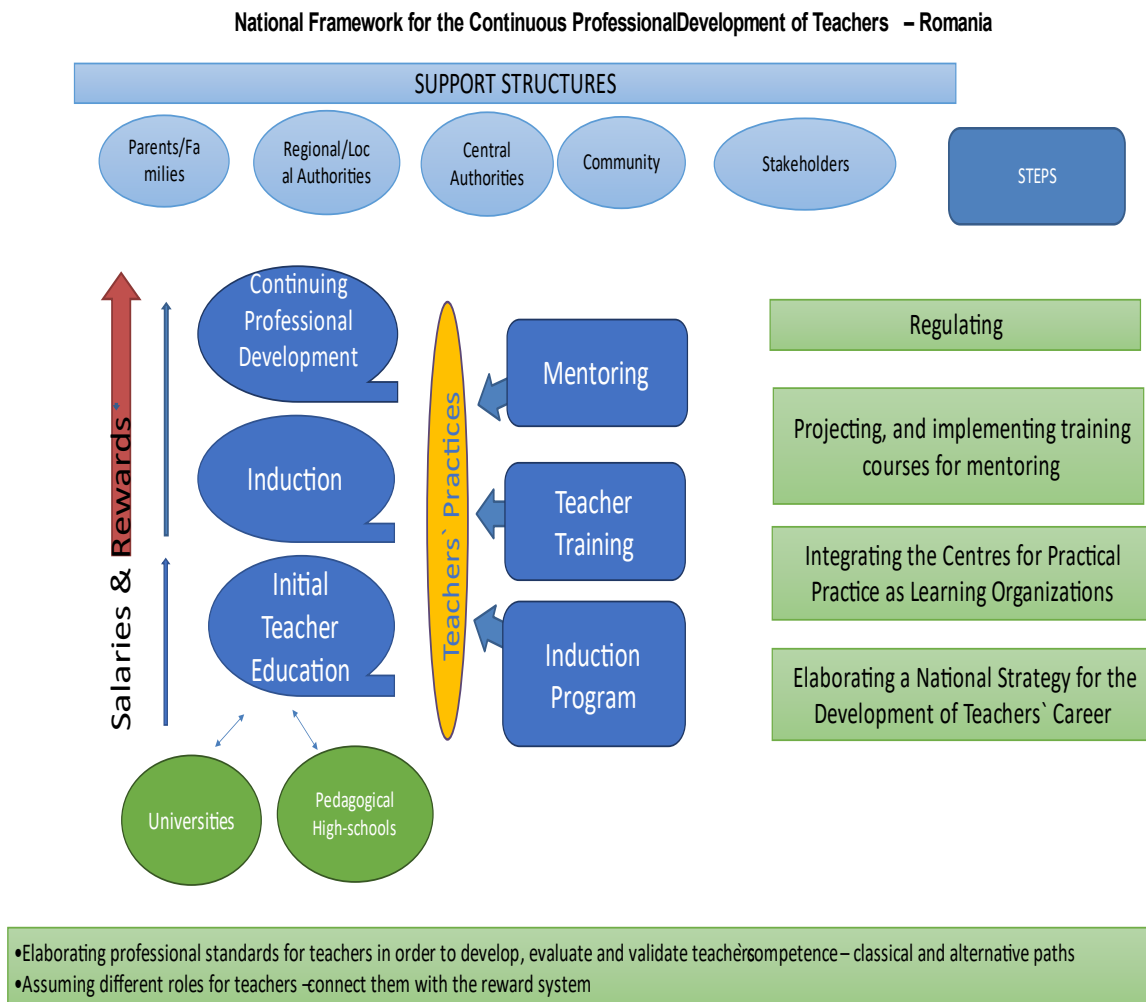 National Framework for the Continuous ProfessionalDevelopment of Teachers – Romania
SUPPORT STRUCTURES
Parents/Fa
milies
Regional/Loc
al Authorities
Central
Authorities
Community
Stakeholders
STEPS
Salaries & Rewards*
Continuing
Professional
Development
Induction
Initial
Teacher
Education
Universities
Pedagogical
High-schools
Teachers` Practices
Mentoring
Teacher
Training
Induction
Program
Regulating
Projecting, and implementing training
courses for mentoring
Integrating the Centres for Practical
Practice as Learning Organizations
Elaborating a National Strategy for the
Development of Teachers` Career
•Elaborating professional standards for teachers in order to develop, evaluate and validate teachers`competence – classical and alternative paths
•Assuming different roles for teachers –connect them with the reward system